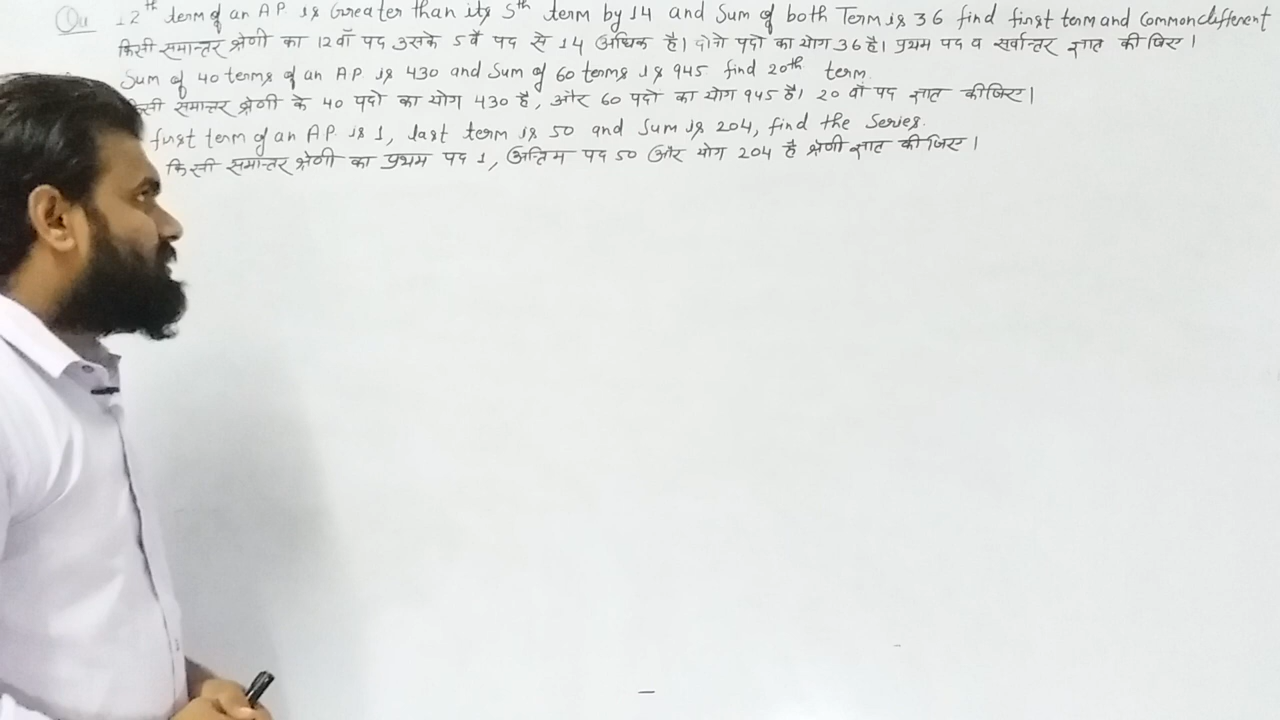 Qu 12th term of an A.P. is Greater than its 5th term by 14 and Sum of both Term is 36 find first term and Common different
किसी समान्तर श्रेणी का 12वाँ पद उसके 5वें पद से 14 अधिक है। दोनो पदो का योग 36 है। प्रथम पद व सर्वान्तर ज्ञात कीजिए।
Sum of 40 terms of an A.P. is 430 and Sum of 60 terms is 945 find 20th term.
समान्तर श्रेणी के 40 पदो का योग 430 है, और 60 पदो का योग 945 है। 20 वाँ पद ज्ञात कीजिए।
first term of an A.P. is 1, last term is 50 and Sum is 204, find the Series.
किसी समान्तर श्रेणी का प्रथम पद 1, अन्तिम पद 50 और योग 204 है श्रेणी ज्ञात कीजिए।